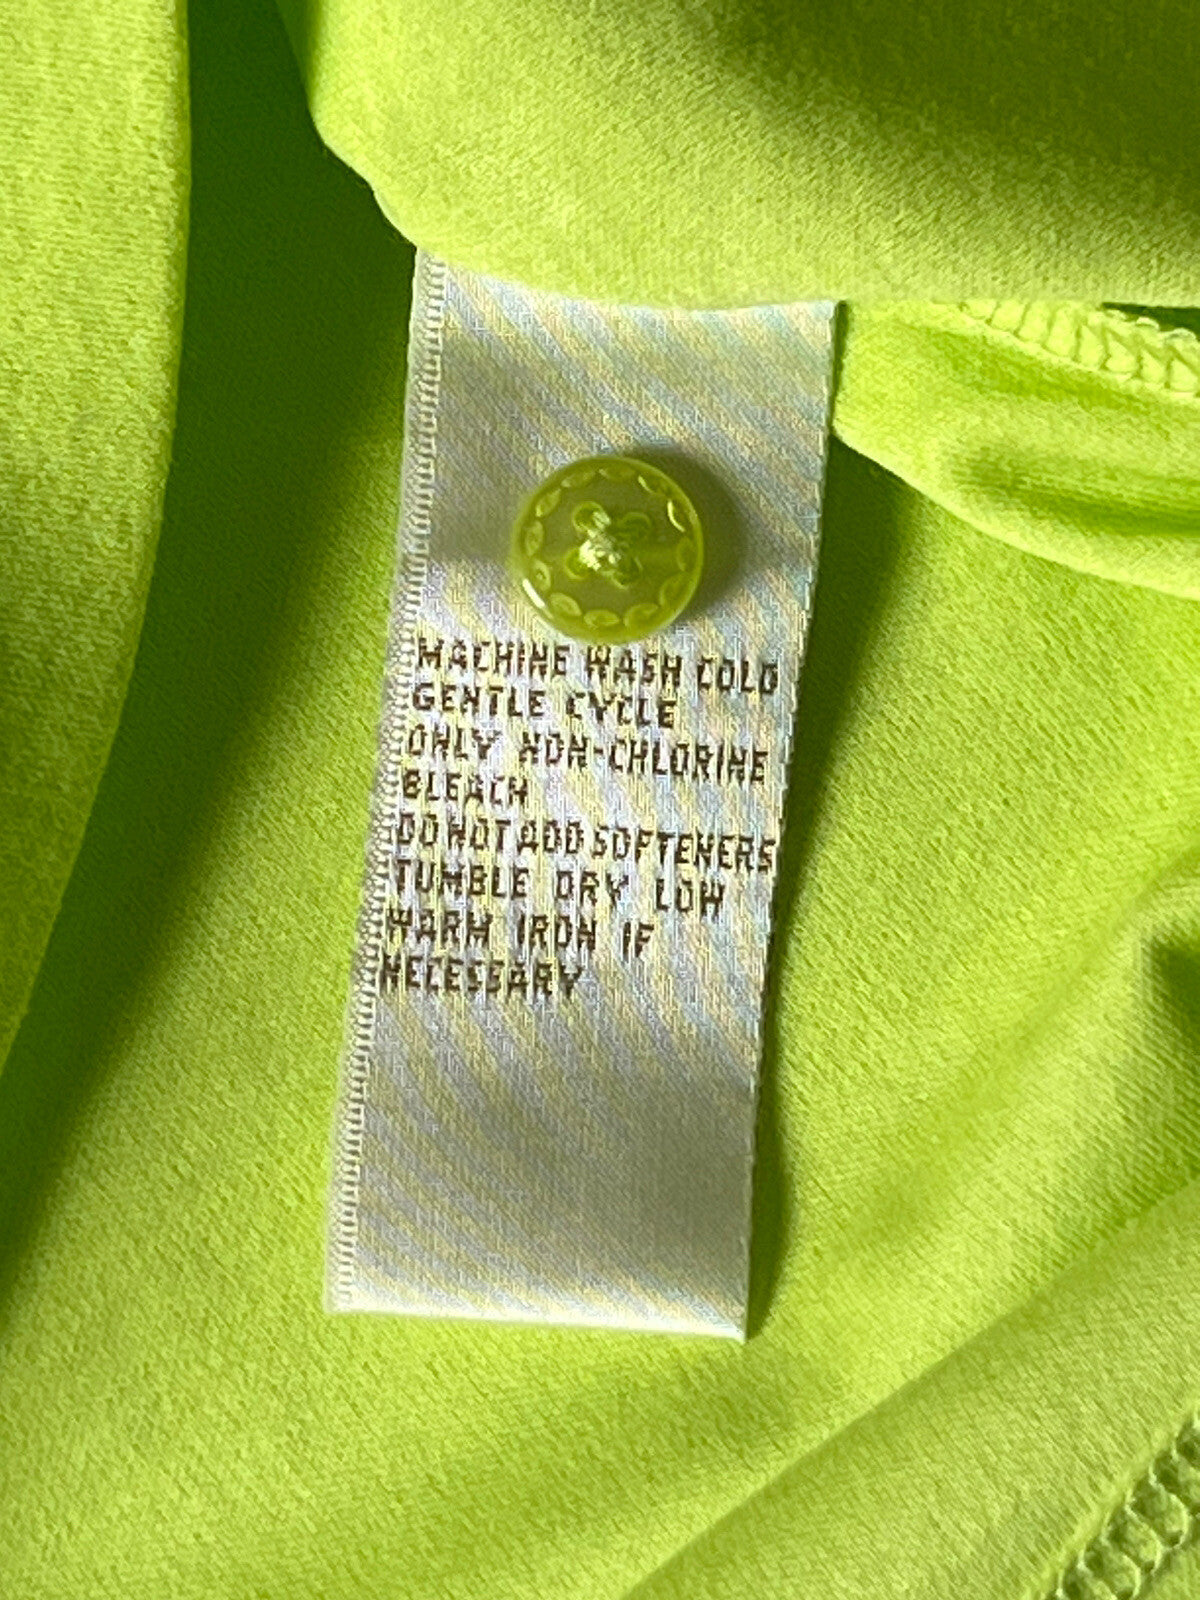 MACHINE WASH COLD
GENTLE CYCLE
ONLY NON-CHLORINE
BLEACH
DO NOT ADD SOFTENERS
TUMBLE DRY LOW
WARM IRON IF
NECESSARY